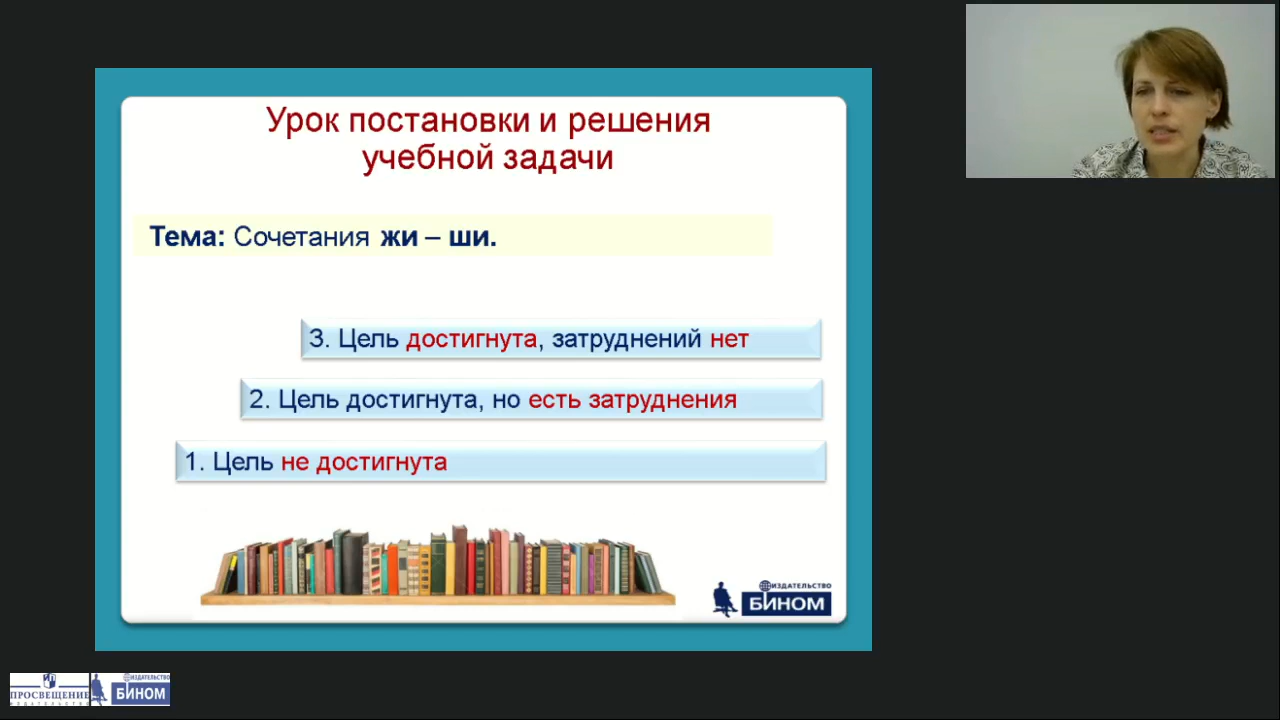 Урок постановки и решения
учебной задачи
Тема: Сочетания жи – ши.
3. Цель достигнута, затруднений нет
2. Цель достигнута, но есть затруднения
1. Цель не достигнута
ИЗДАТЕЛЬСТВО
БИНОМ
ПРОСВЕЩЕНИЕ
ИЗДАТЕЛЬСТВО
ИЗДАТЕЛЬСТВО
БИНОМ